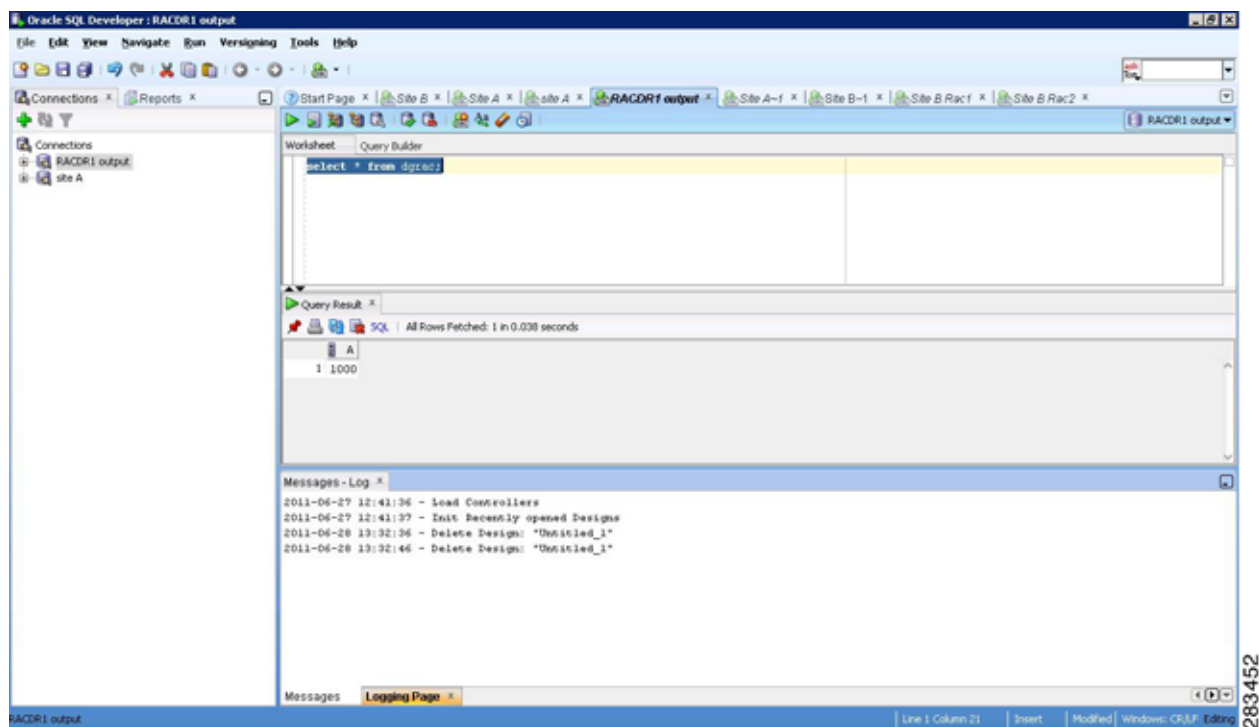 Oracle SQL Developer : RACDR1 output
File Edit View Navigate Run Versioning Tools Help
Connections Reports
Start Page Site B Site A site A RACDR1 output Site A~1 Site B~1 Site B Rac1 Site B Rac2
RACDR1 output
Connections
RACDR1 output
site A
Worksheet Query Builder
select * from dgrac;
Query Result
SQL All Rows Fetched: 1 in 0.038 seconds
A
1 1000
Messages - Log
2011-06-27 12:41:36 - Load Controllers
2011-06-27 12:41:37 - Init Recently opened Designs
2011-06-28 13:32:36 - Delete Design: "Untitled_1"
2011-06-28 13:32:46 - Delete Design: "Untitled_1"
Messages Logging Page
RACDR1 output
Line 1 Column 21 Insert Modified Windows: CR/LF Editing
283452